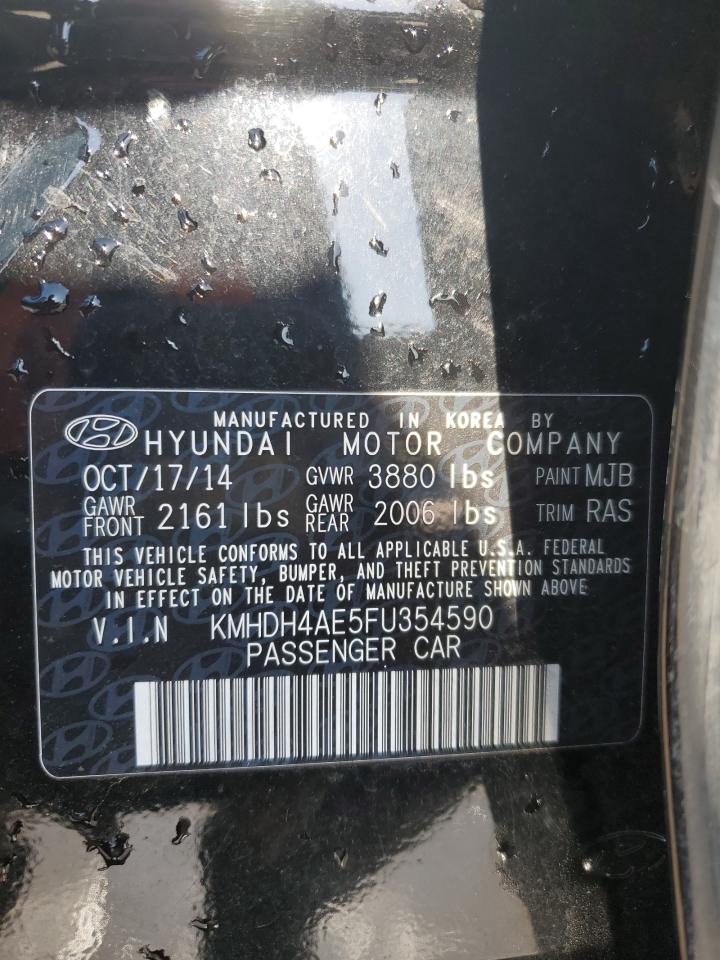 MANUFACTURED IN KOREA BY
HYUNDAI MOTOR COMPANY
OCT/17/14 GVWR 3880 lbs PAINT MJB
GAWR FRONT 2161 lbs GAWR REAR 2006 lbs TRIM RAS
THIS VEHICLE CONFORMS TO ALL APPLICABLE U.S.A. FEDERAL
MOTOR VEHICLE SAFETY, BUMPER, AND THEFT PREVENTION STANDARDS
IN EFFECT ON THE DATE OF MANUFACTURE SHOWN ABOVE.
V.I.N KMHDH4AE5FU354590
PASSENGER CAR